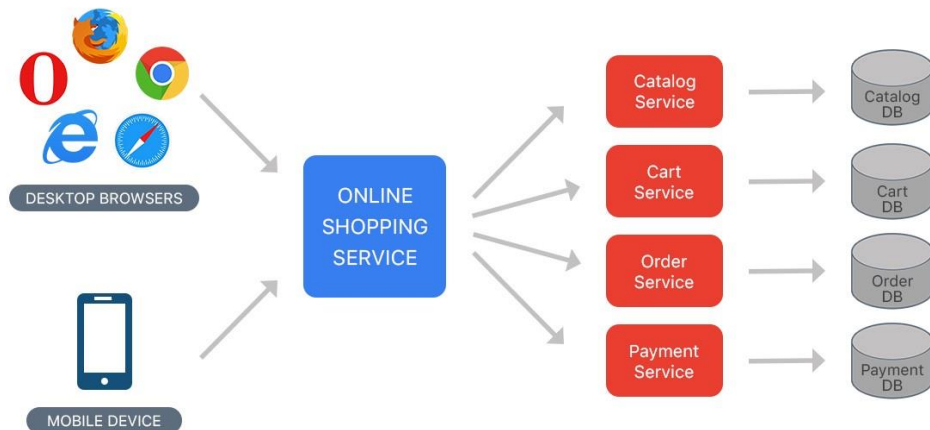 DESKTOP BROWSERS
MOBILE DEVICE
ONLINE
SHOPPING
SERVICE
Catalog
Service
Cart
Service
Order
Service
Payment
Service
Catalog
DB
Cart
DB
Order
DB
Payment
DB